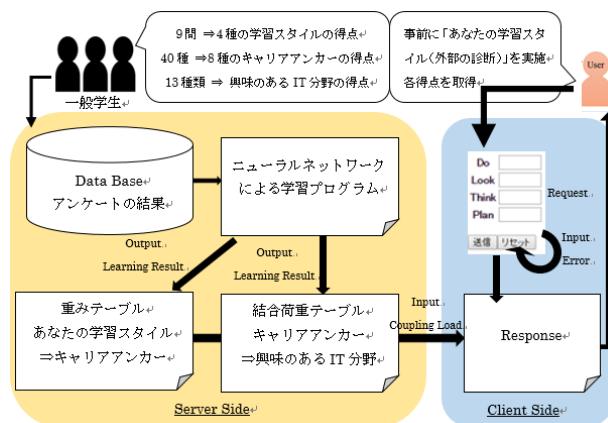 9問 ⇒4種の学習スタイルの得点
40種 ⇒8種のキャリアアンカーの得点
13種類 ⇒ 興味のあるIT分野の得点
事前に「あなたの学習スタ
イル(外部の診断)」を実施
各得点を取得
User
一般学生
Data Base
アンケートの結果
ニューラルネットワーク
による学習プログラム
Do
Look
Think
Plan
送信 リセット
Request
Input
Error
Output
Learning Result
Output
Learning Result
重みテーブル
あなたの学習スタイル
⇒キャリアアンカー
結合荷重テーブル
キャリアアンカー
⇒興味のあるIT分野
Input
Coupling Load
Response
Server Side
Client Side